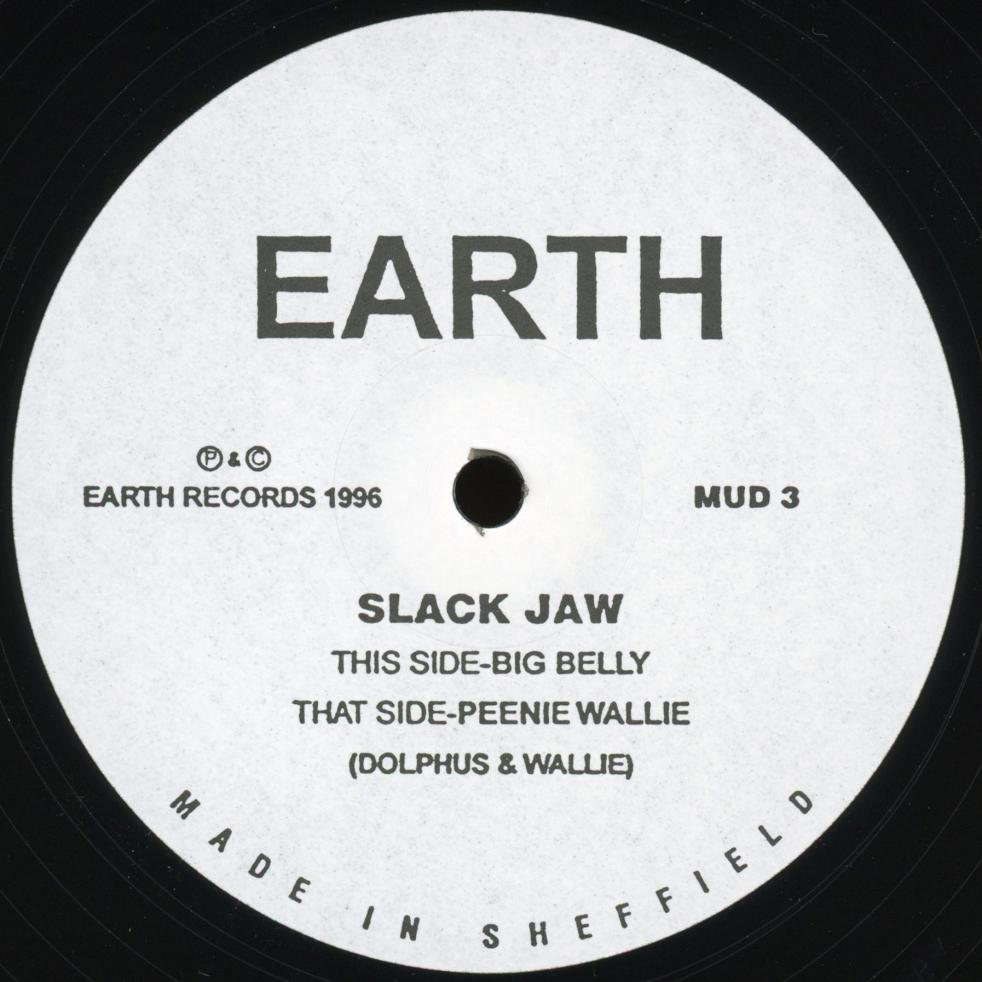 EARTH
Ⓟ & Ⓒ
EARTH RECORDS 1996
MUD 3
SLACK JAW
THIS SIDE-BIG BELLY
THAT SIDE-PEENIE WALLIE
(DOLPHUS & WALLIE)
MADE IN SHEFFIELD